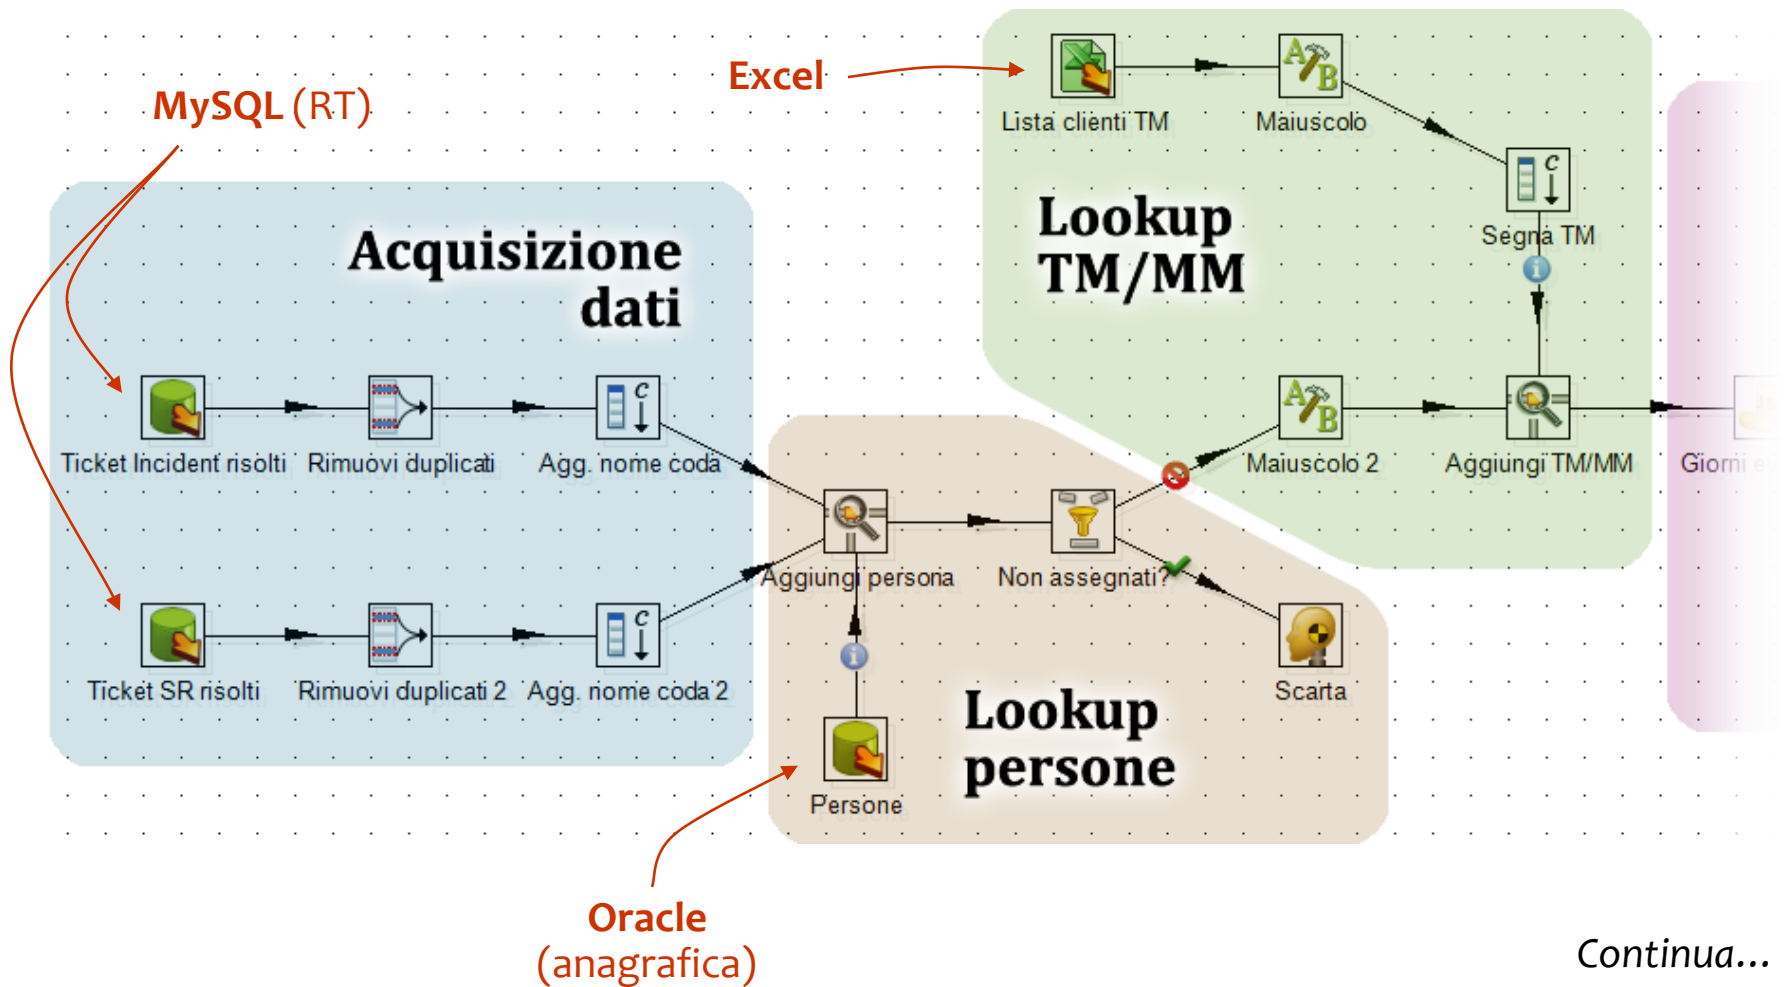 Excel
MySQL (RT)
Lista clienti TM
Maiuscolo
Lookup
TM/MM
Segna TM
Acquisizione
dati
Ticket Incident risolti
Rimuovi duplicati
Agg. nome coda
Maiuscolo 2
Aggiungi TM/MM
Giorni
Aggiungi persona
Non assegnati?
Ticket SR risolti
Rimuovi duplicati 2
Agg. nome coda 2
Scarta
Lookup
persone
Persone
Oracle
(anagrafica)
Continua...